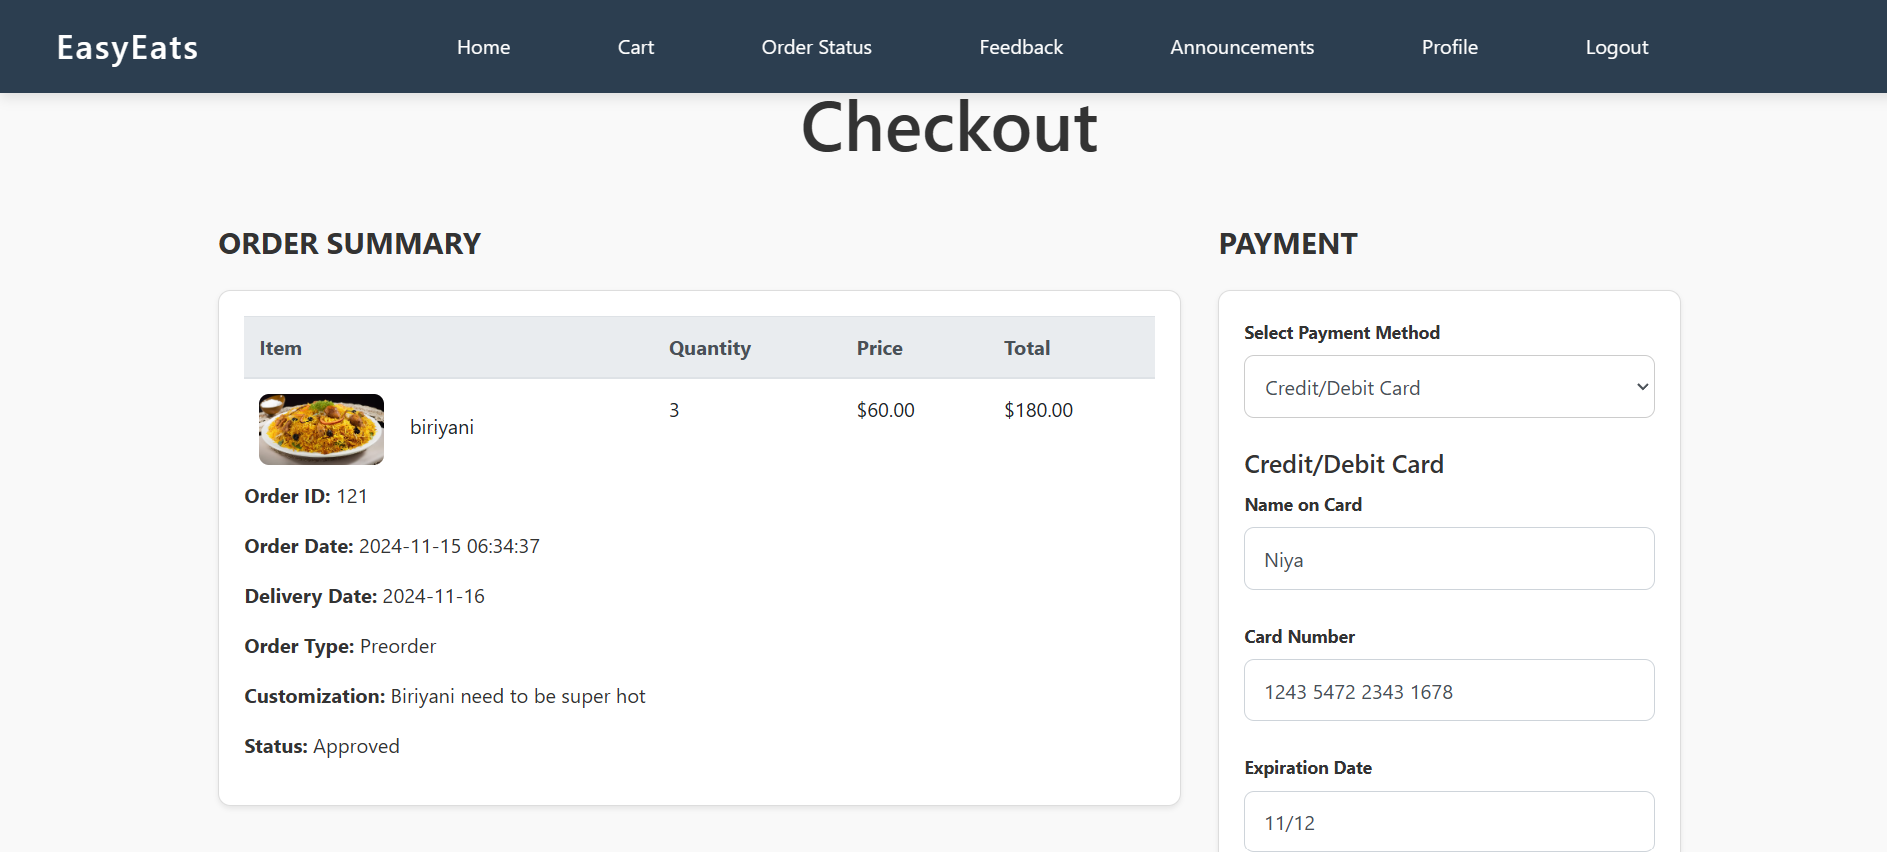 EasyEats
Home Cart Order Status Feedback Announcements Profile Logout
Checkout
ORDER SUMMARY
Item Quantity Price Total
biriyani 3 $60.00 $180.00
Order ID: 121
Order Date: 2024-11-15 06:34:37
Delivery Date: 2024-11-16
Order Type: Preorder
Customization: Biriyani need to be super hot
Status: Approved
PAYMENT
Select Payment Method
Credit/Debit Card
Credit/Debit Card
Name on Card
Niya
Card Number
1243 5472 2343 1678
Expiration Date
11/12